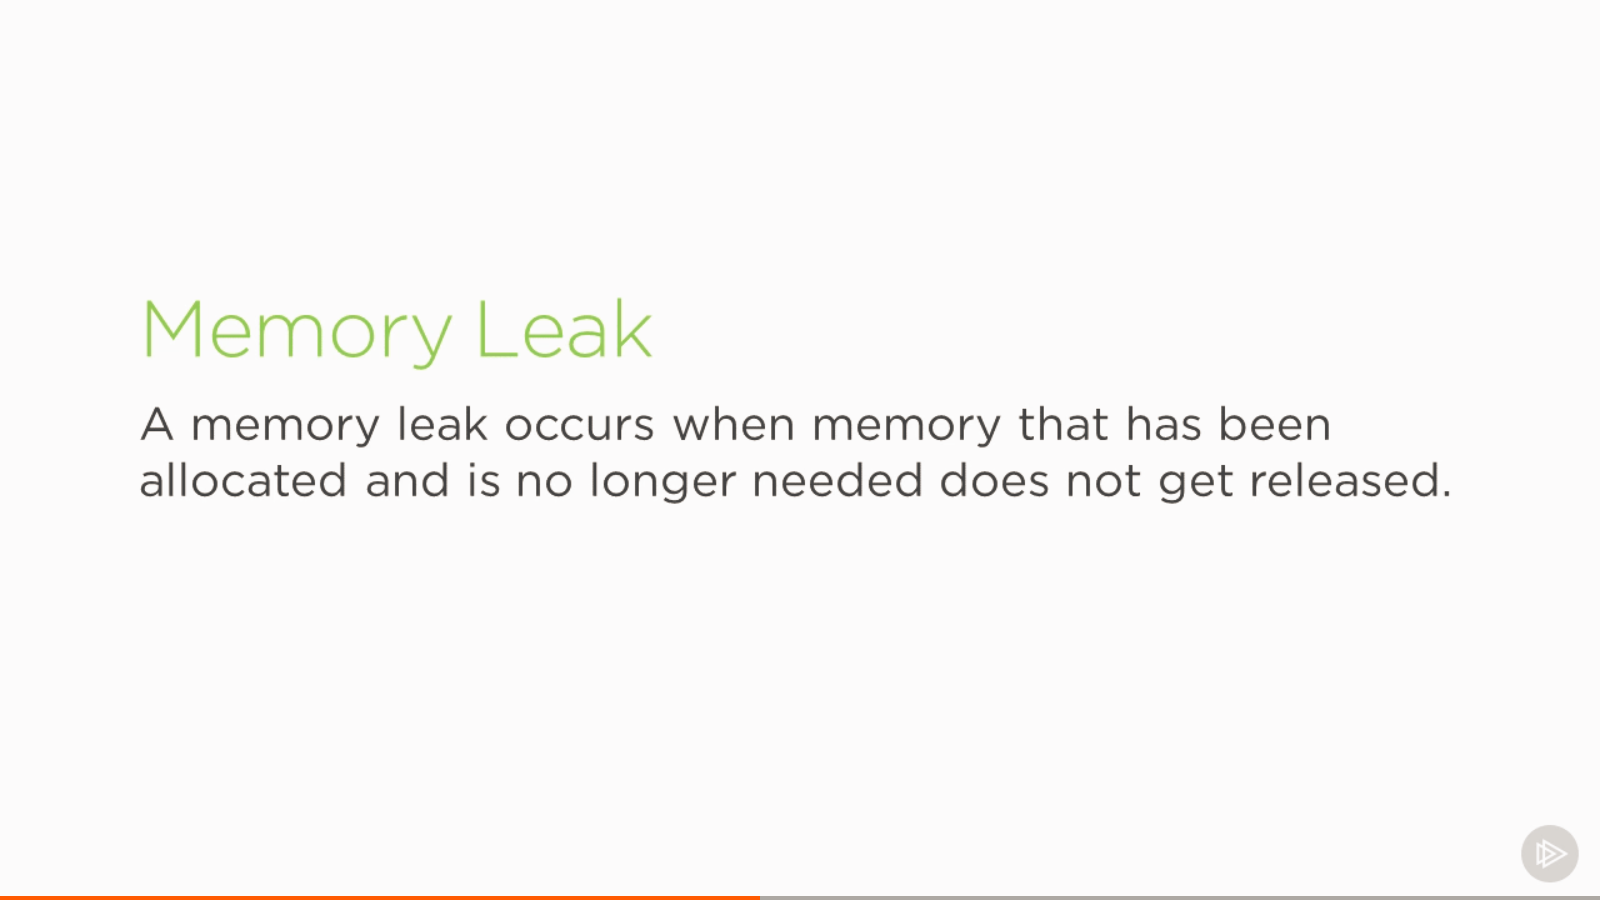 Memory Leak
A memory leak occurs when memory that has been
allocated and is no longer needed does not get released.